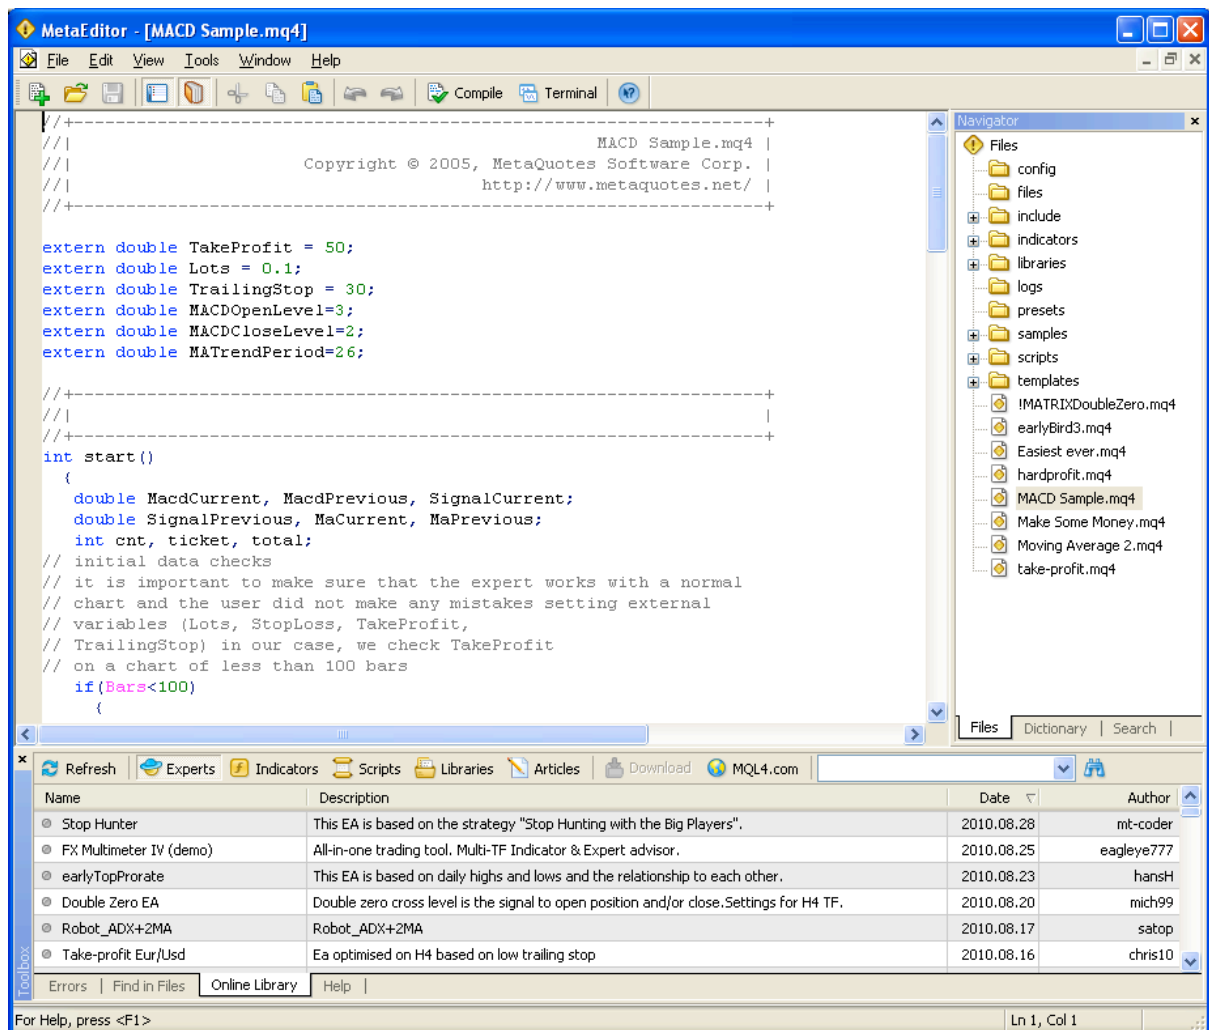 MetaEditor - [MACD Sample.mq4]
File Edit View Tools Window Help
Compile Terminal
//+------------------------------------------------------------------+
//| MACD Sample.mq4 |
//| Copyright © 2005, MetaQuotes Software Corp. |
//| http://www.metaquotes.net/ |
//+------------------------------------------------------------------+
extern double TakeProfit = 50;
extern double Lots = 0.1;
extern double TrailingStop = 30;
extern double MACDOpenLevel=3;
extern double MACDCloseLevel=2;
extern double MATrendPeriod=26;
//+------------------------------------------------------------------+
//| |
//+------------------------------------------------------------------+
int start()
{
double MacdCurrent, MacdPrevious, SignalCurrent;
double SignalPrevious, MaCurrent, MaPrevious;
int cnt, ticket, total;
// initial data checks
// it is important to make sure that the expert works with a normal
// chart and the user did not make any mistakes setting external
// variables (Lots, StopLoss, TakeProfit,
// TrailingStop) in our case, we check TakeProfit
// on a chart of less than 100 bars
if(Bars<100)
{
Navigator
Files
config
files
include
indicators
libraries
logs
presets
samples
scripts
templates
!MATRIXDoubleZero.mq4
earlyBird3.mq4
Easiest ever.mq4
hardprofit.mq4
MACD Sample.mq4
Make Some Money.mq4
Moving Average 2.mq4
take-profit.mq4
Files Dictionary | Search |
Refresh Experts Indicators Scripts Libraries Articles Download MQL4.com
Name Description Date Author
Stop Hunter This EA is based on the strategy "Stop Hunting with the Big Players". 2010.08.28 mt-coder
FX Multimeter IV (demo) All-in-one trading tool. Multi-TF Indicator & Expert advisor. 2010.08.25 eagleye777
earlyTopProrate This EA is based on daily highs and lows and the relationship to each other. 2010.08.23 hansH
Double Zero EA Double zero cross level is the signal to open position and/or close.Settings for H4 TF. 2010.08.20 mich99
Robot_ADX+2MA Robot_ADX+2MA 2010.08.17 satop
Take-profit Eur/Usd Ea optimised on H4 based on low trailing stop 2010.08.16 chris10
Toolbox
Errors | Find in Files Online Library Help |
For Help, press <F1> Ln 1, Col 1